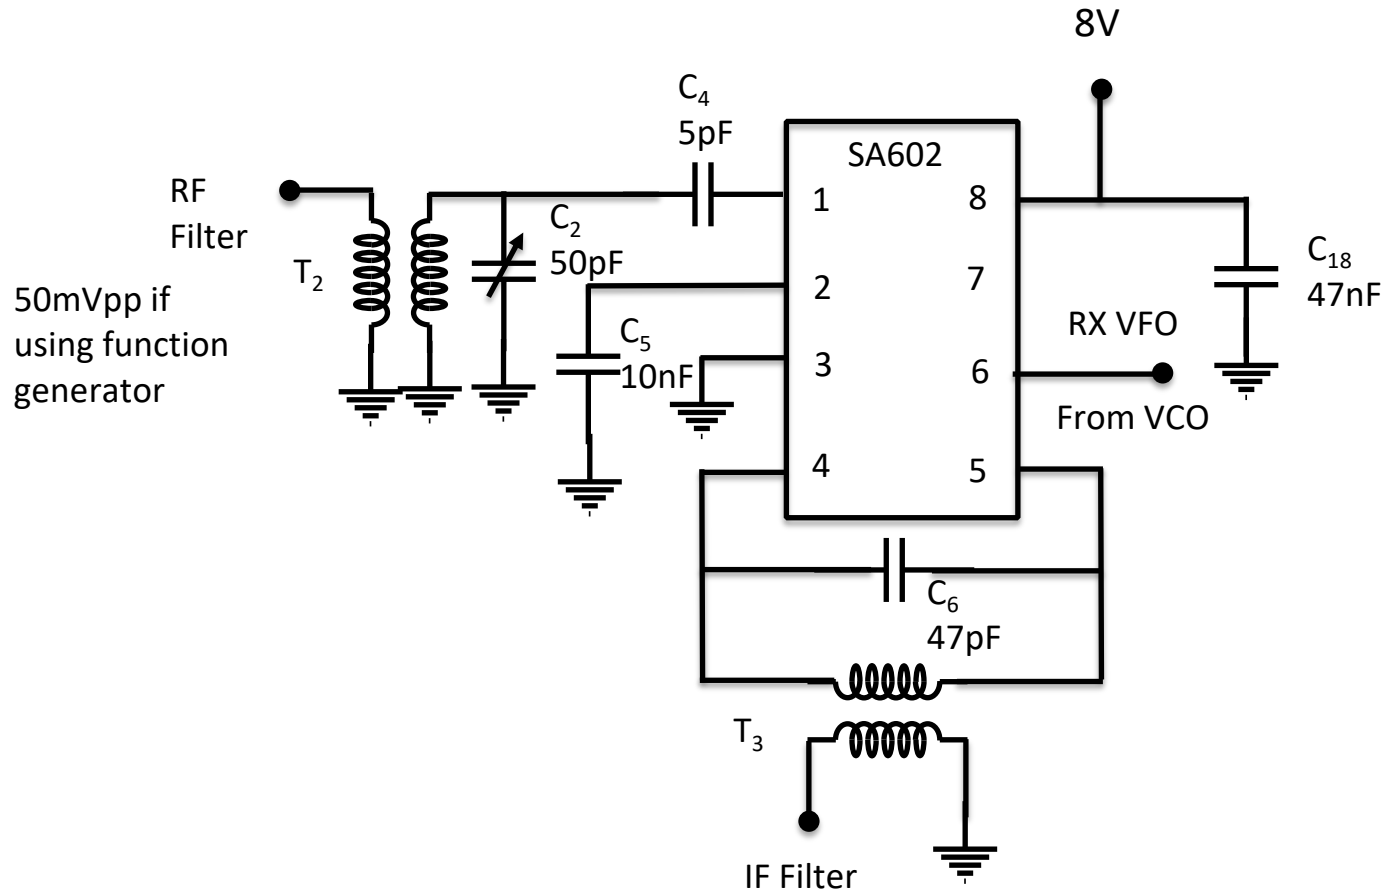 8V
C₄
5pF
SA602
RF
Filter
1
8
C₂
50pF
T₂
C₁₈
47nF
50mVpp if
using function
generator
2
7
C₅
10nF
RX VFO
3
6
From VCO
4
5
C₆
47pF
T₃
IF Filter